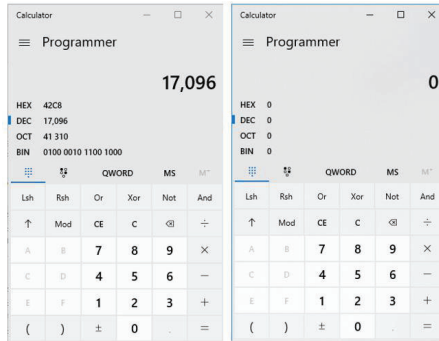 Calculator
Programmer
17,096
HEX 42C8
DEC 17,096
OCT 41 310
BIN 0100 0010 1100 1000
QWORD MS M˅
Lsh Rsh Or Xor Not And
↑ Mod CE C ⌫ ÷
A B 7 8 9 ×
C D 4 5 6 −
E F 1 2 3 +
( ) ± 0 . =
Calculator
Programmer
0
HEX 0
DEC 0
OCT 0
BIN 0
QWORD MS M˅
Lsh Rsh Or Xor Not And
↑ Mod CE C ⌫ ÷
A B 7 8 9 ×
C D 4 5 6 −
E F 1 2 3 +
( ) ± 0 . =